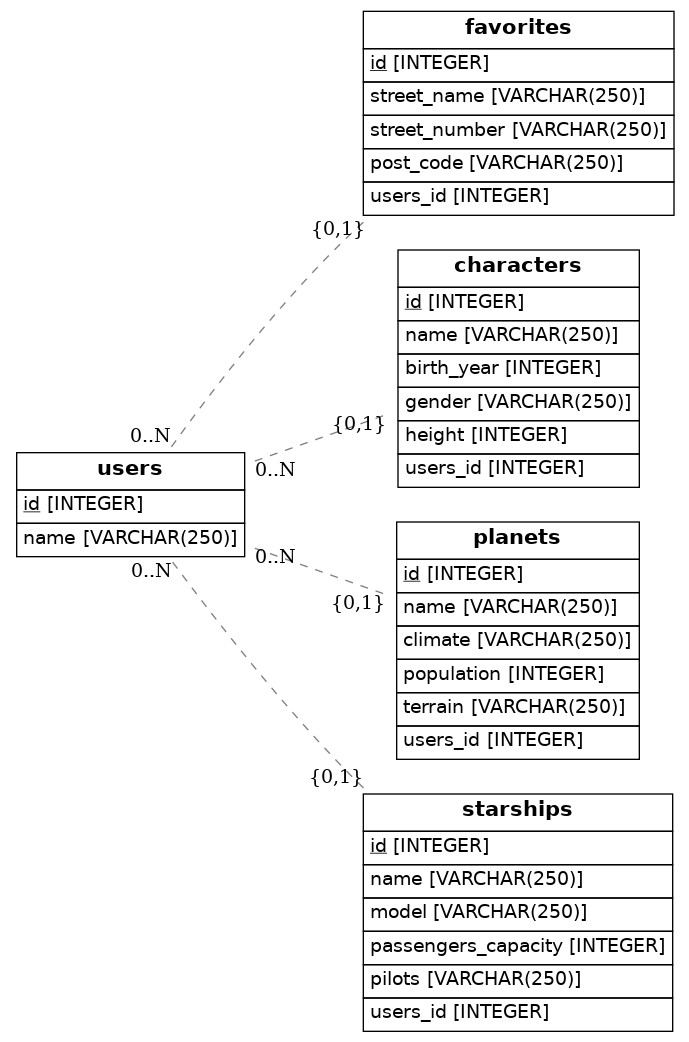 favorites
id [INTEGER]
street_name [VARCHAR(250)]
street_number [VARCHAR(250)]
post_code [VARCHAR(250)]
users_id [INTEGER]
{0,1}
characters
id [INTEGER]
name [VARCHAR(250)]
birth_year [INTEGER]
gender [VARCHAR(250)]
height [INTEGER]
users_id [INTEGER]
{0,1}
0..N
0..N
users
id [INTEGER]
name [VARCHAR(250)]
0..N
0..N
planets
id [INTEGER]
name [VARCHAR(250)]
climate [VARCHAR(250)]
population [INTEGER]
terrain [VARCHAR(250)]
users_id [INTEGER]
{0,1}
{0,1}
starships
id [INTEGER]
name [VARCHAR(250)]
model [VARCHAR(250)]
passengers_capacity [INTEGER]
pilots [VARCHAR(250)]
users_id [INTEGER]